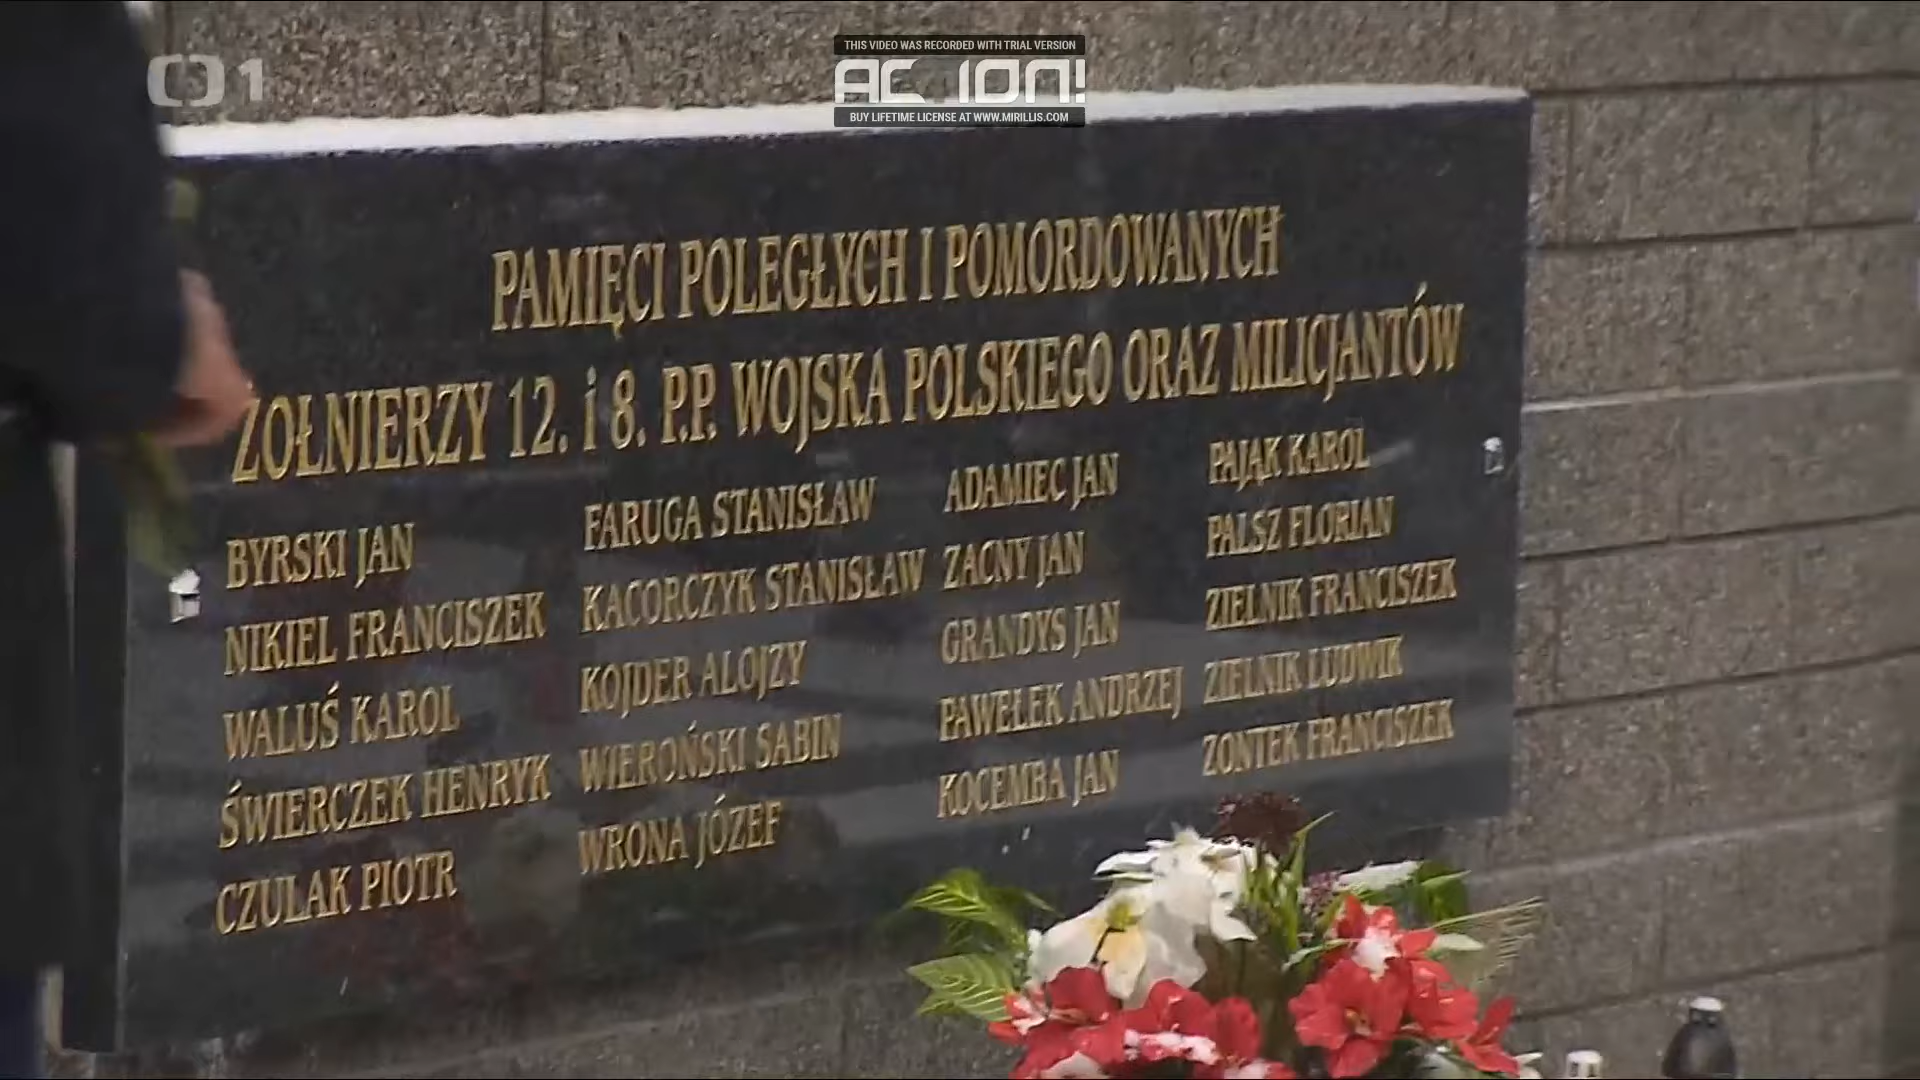 THIS VIDEO WAS RECORDED WITH TRIAL VERSION
ACTION!
BUY LIFETIME LICENSE AT WWW.MIRILLIS.COM
1
PAMIĘCI POLEGŁYCH I POMORDOWANYCH
ŻOŁNIERZY 12. i 8. P.P. WOJSKA POLSKIEGO ORAZ MILICJANTÓW
BYRSKI JAN
NIKIEL FRANCISZEK
WALUŚ KAROL
ŚWIERCZEK HENRYK
CZULAK PIOTR
FARUGA STANISŁAW
KACORCZYK STANISŁAW
KOJDER ALOJZY
WIEROŃSKI SABIN
WRONA JÓZEF
ADAMIEC JAN
ZACNY JAN
GRANDYS JAN
PAWEŁEK ANDRZEJ
KOCEMBA JAN
PAJĄK KAROL
PALSZ FLORIAN
ZIELNIK FRANCISZEK
ZIELNIK LUDWIK
ZONTEK FRANCISZEK